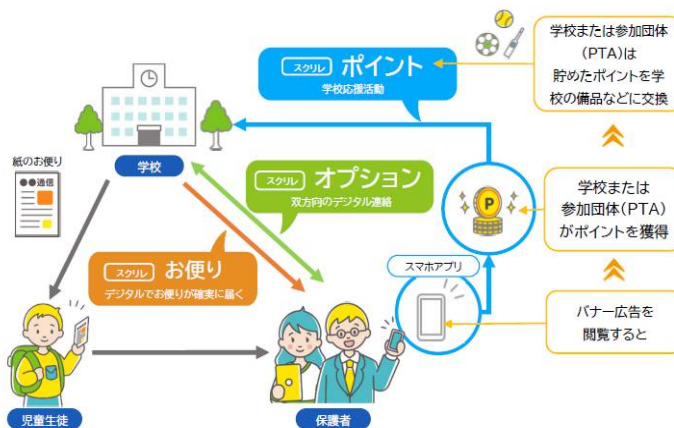 学校または参加団体
(PTA)は
貯めたポイントを学
校の備品などに交換
スクリレ ポイント
学校応援活動
学校
紙のお便り
●●通信
スクリレ オプション
双方向のデジタル連絡
P
学校または
参加団体(PTA)
がポイントを獲得
スクリレ お便り
デジタルでお便りが確実に届く
スマホアプリ
バナー広告を
閲覧すると
児童生徒
保護者